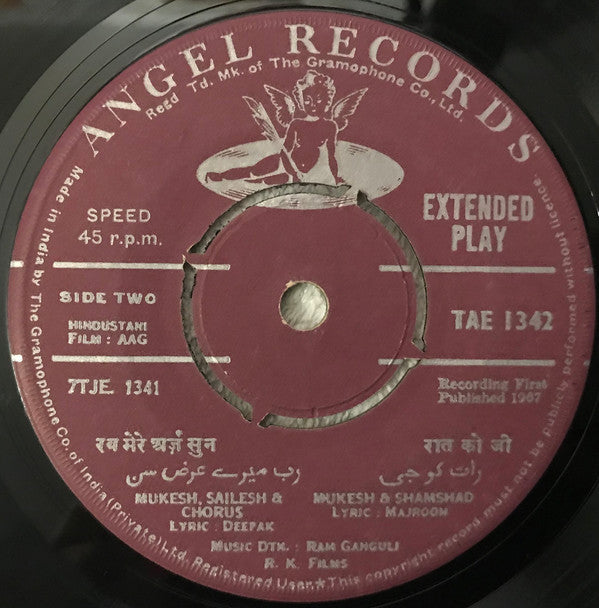 ANGEL RECORDS
Regd Td. Mk. of The Gramophone Co., Ltd.
SPEED
45 r.p.m.
EXTENDED
PLAY
SIDE TWO
HINDUSTANI
FILM : AAG
TAE 1342
7TJE. 1341
Recording First
Published 1967
रब मेरे अर्ज़ सुन
رب میرے عرض سن
MUKESH, SAILESH &
CHORUS
LYRIC : DEEPAK
रात को जी
رات کو جی
MUKESH & SHAMSHAD
LYRIC : MAJROOH
MUSIC DTN. : RAM GANGULI
R. K. FILMS
Made in India by The Gramophone Co. of India (Private) Ltd. Registered User ★ This copyright record must not be publicly performed without licence.